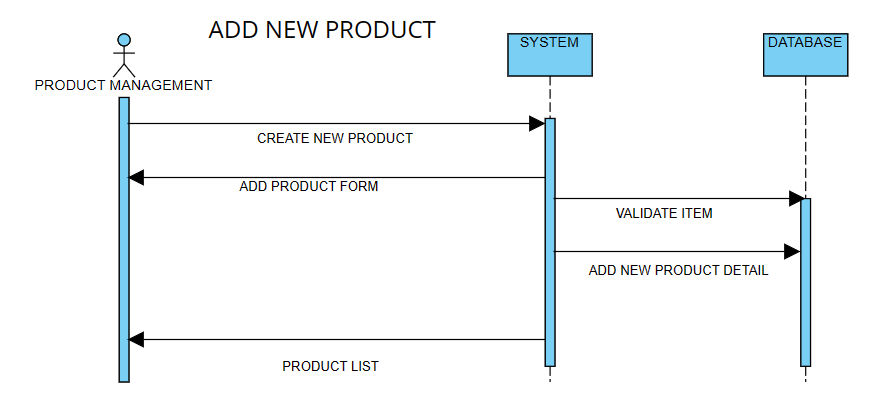 ADD NEW PRODUCT
SYSTEM
DATABASE
PRODUCT MANAGEMENT
CREATE NEW PRODUCT
ADD PRODUCT FORM
VALIDATE ITEM
ADD NEW PRODUCT DETAIL
PRODUCT LIST